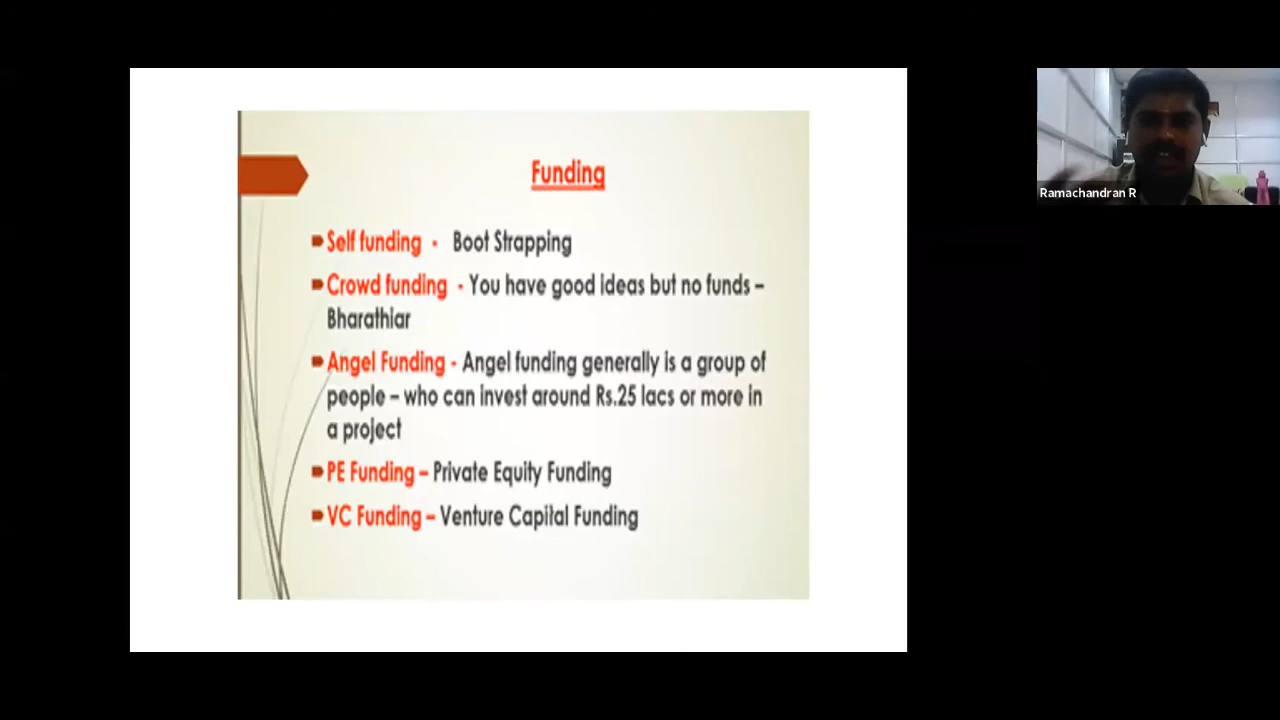 Funding
Self funding - Boot Strapping
Crowd funding - You have good ideas but no funds –
Bharathiar
Angel Funding - Angel funding generally is a group of
people – who can invest around Rs.25 lacs or more in
a project
PE Funding – Private Equity Funding
VC Funding – Venture Capital Funding
Ramachandran R